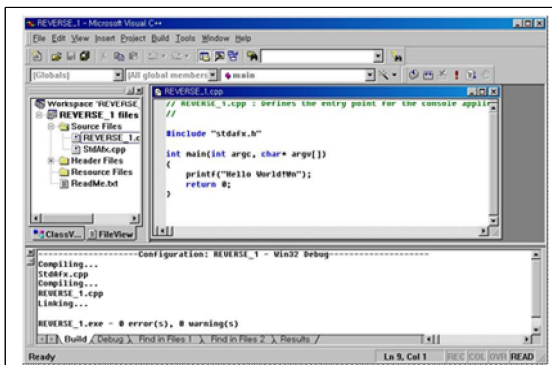 REVERSE_1 - Microsoft Visual C++
File Edit View Insert Project Build Tools Window Help
[Globals] [All global members] main
REVERSE_1.cpp
Workspace 'REVERSE_
REVERSE_1 files
Source Files
REVERSE_1.c
StdAfx.cpp
Header Files
Resource Files
ReadMe.txt
ClassV... FileView
// REVERSE_1.cpp : Defines the entry point for the console applic
//
#include "stdafx.h"
int main(int argc, char* argv[])
{
printf("Hello World!₩n");
return 0;
}
--------------------Configuration: REVERSE_1 - Win32 Debug--------------------
Compiling...
StdAfx.cpp
Compiling...
REVERSE_1.cpp
Linking...
REVERSE_1.exe - 0 error(s), 0 warning(s)
Build Debug Find in Files 1 Find in Files 2 Results
Ready Ln 9, Col 1 REC COL OVR READ